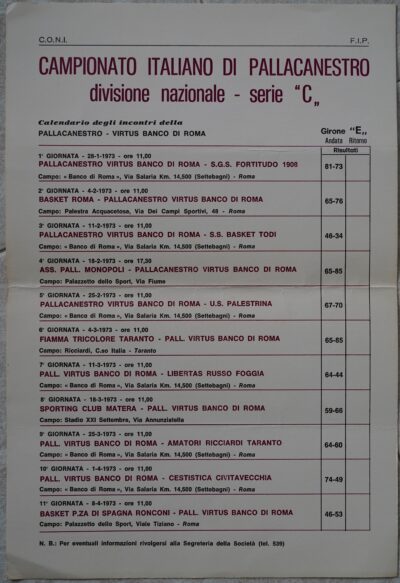 C.O.N.I. F.I.P.
CAMPIONATO ITALIANO DI PALLACANESTRO
divisione nazionale - serie "C„
Calendario degli incontri della
PALLACANESTRO - VIRTUS BANCO DI ROMA
Girone "E„
Andata Ritorno
Risultati
1ª GIORNATA - 28-1-1973 - ore 11,00
PALLACANESTRO VIRTUS BANCO DI ROMA - S.G.S. FORTITUDO 1908 81-73
Campo: « Banco di Roma », Via Salaria Km. 14,500 (Settebagni) - Roma
2ª GIORNATA - 4-2-1973 - ore 11,00
BASKET ROMA - PALLACANESTRO VIRTUS BANCO DI ROMA 65-76
Campo: Palestra Acquacetosa, Via Dei Campi Sportivi, 48 - Roma
3ª GIORNATA - 11-2-1973 - ore 11,00
PALLACANESTRO VIRTUS BANCO DI ROMA - S.S. BASKET TODI 46-34
Campo: « Banco di Roma », Via Salaria Km. 14,500 (Settebagni) - Roma
4ª GIORNATA - 18-2-1973 - ore 17,30
ASS. PALL. MONOPOLI - PALLACANESTRO VIRTUS BANCO DI ROMA 65-85
Campo: Palazzetto dello Sport, Via Fiume
5ª GIORNATA - 25-2-1973 - ore 11,00
PALLACANESTRO VIRTUS BANCO DI ROMA - U.S. PALESTRINA 67-70
Campo: « Banco di Roma », Via Salaria Km. 14,500 (Settebagni) - Roma
6ª GIORNATA - 4-3-1973 - ore 11,00
FIAMMA TRICOLORE TARANTO - PALL. VIRTUS BANCO DI ROMA 65-85
Campo: Ricciardi, C.so Italia - Taranto
7ª GIORNATA - 11-3-1973 - ore 11,00
PALL. VIRTUS BANCO DI ROMA - LIBERTAS RUSSO FOGGIA 64-44
Campo: « Banco di Roma », Via Salaria Km. 14,500 (Settebagni) - Roma
8ª GIORNATA - 18-3-1973 - ore 11,00
SPORTING CLUB MATERA - PALL. VIRTUS BANCO DI ROMA 59-66
Campo: Stadio XXI Settembre, Via Annunziatella
9ª GIORNATA - 25-3-1973 - ore 11,00
PALL. VIRTUS BANCO DI ROMA - AMATORI RICCIARDI TARANTO 64-60
Campo: « Banco di Roma », Via Salaria Km. 14,500 (Settebagni) - Roma
10ª GIORNATA - 1-4-1973 - ore 11,00
PALL. VIRTUS BANCO DI ROMA - CESTISTICA CIVITAVECCHIA 74-49
Campo: « Banco di Roma », Via Salaria Km. 14,500 (Settebagni) - Roma
11ª GIORNATA - 8-4-1973 - ore 11,00
BASKET P.ZA DI SPAGNA RONCONI - PALL. VIRTUS BANCO DI ROMA 46-53
Campo: Palazzetto dello Sport, Viale Tiziano - Roma
N. B.: Per eventuali informazioni rivolgersi alla Segreteria della Società (tel. 539)